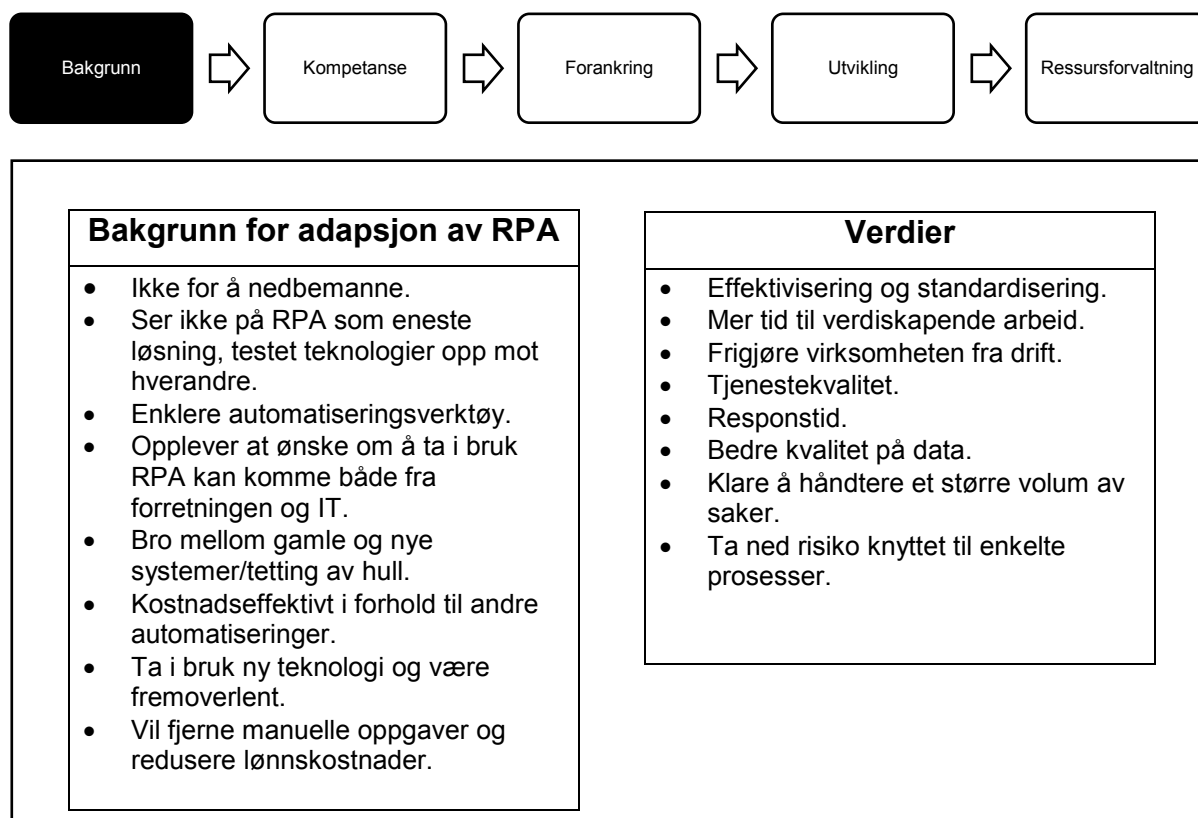 Bakgrunn
Kompetanse
Forankring
Utvikling
Ressursforvaltning
Bakgrunn for adapsjon av RPA
• Ikke for å nedbemanne.
• Ser ikke på RPA som eneste
løsning, testet teknologier opp mot
hverandre.
• Enklere automatiseringsverktøy.
• Opplever at ønske om å ta i bruk
RPA kan komme både fra
forretningen og IT.
• Bro mellom gamle og nye
systemer/tetting av hull.
• Kostnadseffektivt i forhold til andre
automatiseringer.
• Ta i bruk ny teknologi og være
fremoverlent.
• Vil fjerne manuelle oppgaver og
redusere lønnskostnader.
Verdier
• Effektivisering og standardisering.
• Mer tid til verdiskapende arbeid.
• Frigjøre virksomheten fra drift.
• Tjenestekvalitet.
• Responstid.
• Bedre kvalitet på data.
• Klare å håndtere et større volum av
saker.
• Ta ned risiko knyttet til enkelte
prosesser.